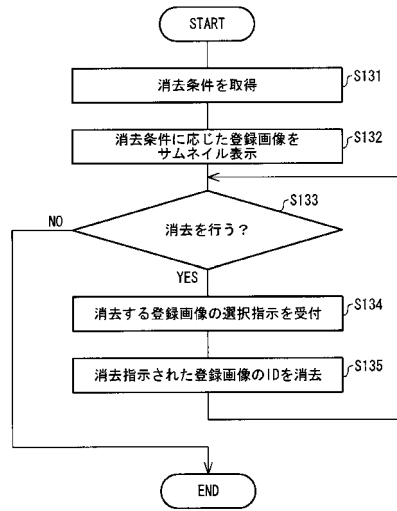 START
消去条件を取得
S131
消去条件に応じた登録画像を
サムネイル表示
S132
S133
消去を行う?
NO
YES
消去する登録画像の選択指示を受付
S134
消去指示された登録画像のIDを消去
S135
END